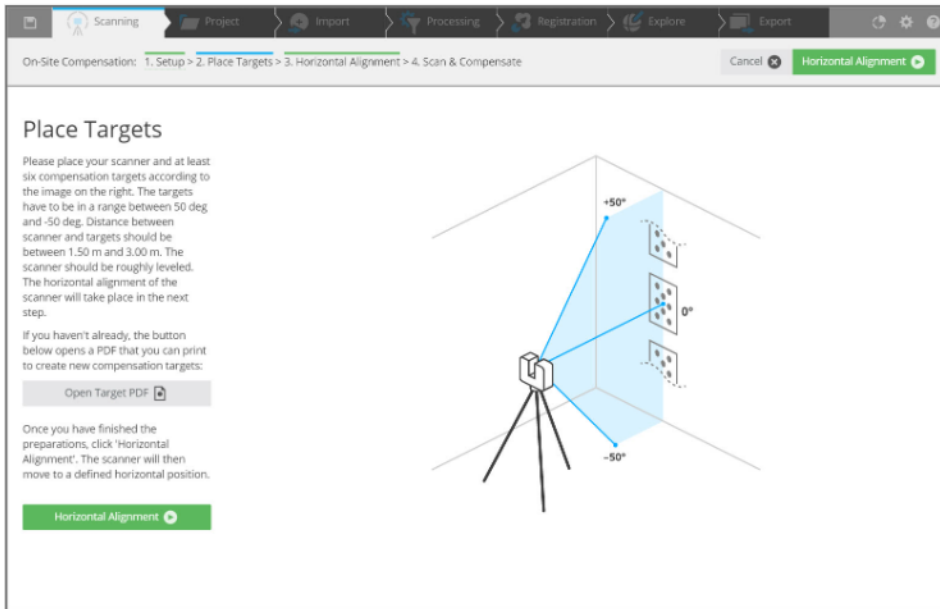 Scanning
Project
Import
Processing
Registration
Explore
Export
On-Site Compensation: 1. Setup > 2. Place Targets > 3. Horizontal Alignment > 4. Scan & Compensate
Cancel
Horizontal Alignment
Place Targets
Please place your scanner and at least
six compensation targets according to
the image on the right. The targets
have to be in a range between 50 deg
and -50 deg. Distance between
scanner and targets should be
between 1.50 m and 3.00 m. The
scanner should be roughly leveled.
The horizontal alignment of the
scanner will take place in the next
step.
If you haven't already, the button
below opens a PDF that you can print
to create new compensation targets:
Open Target PDF
Once you have finished the
preparations, click 'Horizontal
Alignment'. The scanner will then
move to a defined horizontal position.
Horizontal Alignment
+50°
0°
-50°